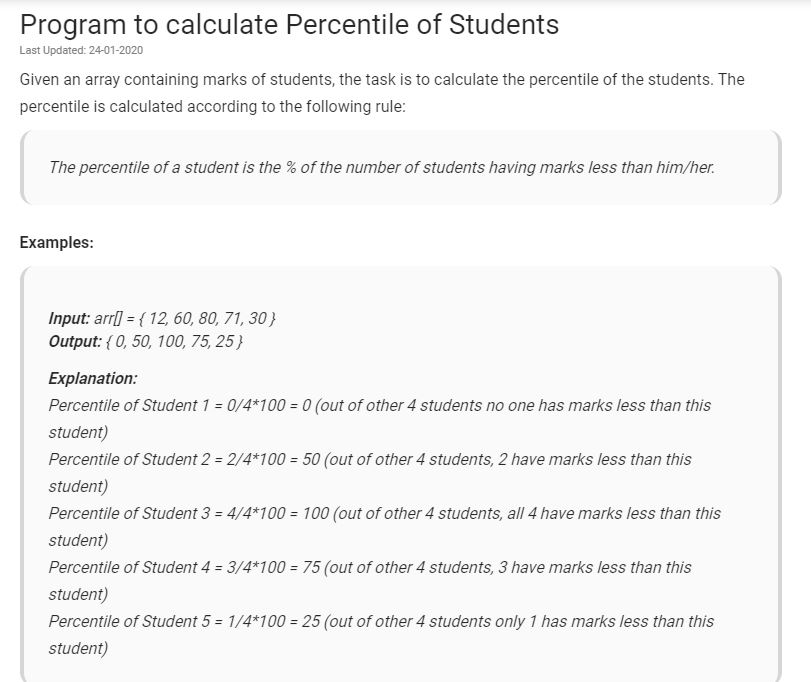 Program to calculate Percentile of Students
Last Updated: 24-01-2020
Given an array containing marks of students, the task is to calculate the percentile of the students. The
percentile is calculated according to the following rule:
The percentile of a student is the % of the number of students having marks less than him/her.
Examples:
Input: arr[] = { 12, 60, 80, 71, 30 }
Output: { 0, 50, 100, 75, 25 }
Explanation:
Percentile of Student 1 = 0/4*100 = 0 (out of other 4 students no one has marks less than this
student)
Percentile of Student 2 = 2/4*100 = 50 (out of other 4 students, 2 have marks less than this
student)
Percentile of Student 3 = 4/4*100 = 100 (out of other 4 students, all 4 have marks less than this
student)
Percentile of Student 4 = 3/4*100 = 75 (out of other 4 students, 3 have marks less than this
student)
Percentile of Student 5 = 1/4*100 = 25 (out of other 4 students only 1 has marks less than this
student)